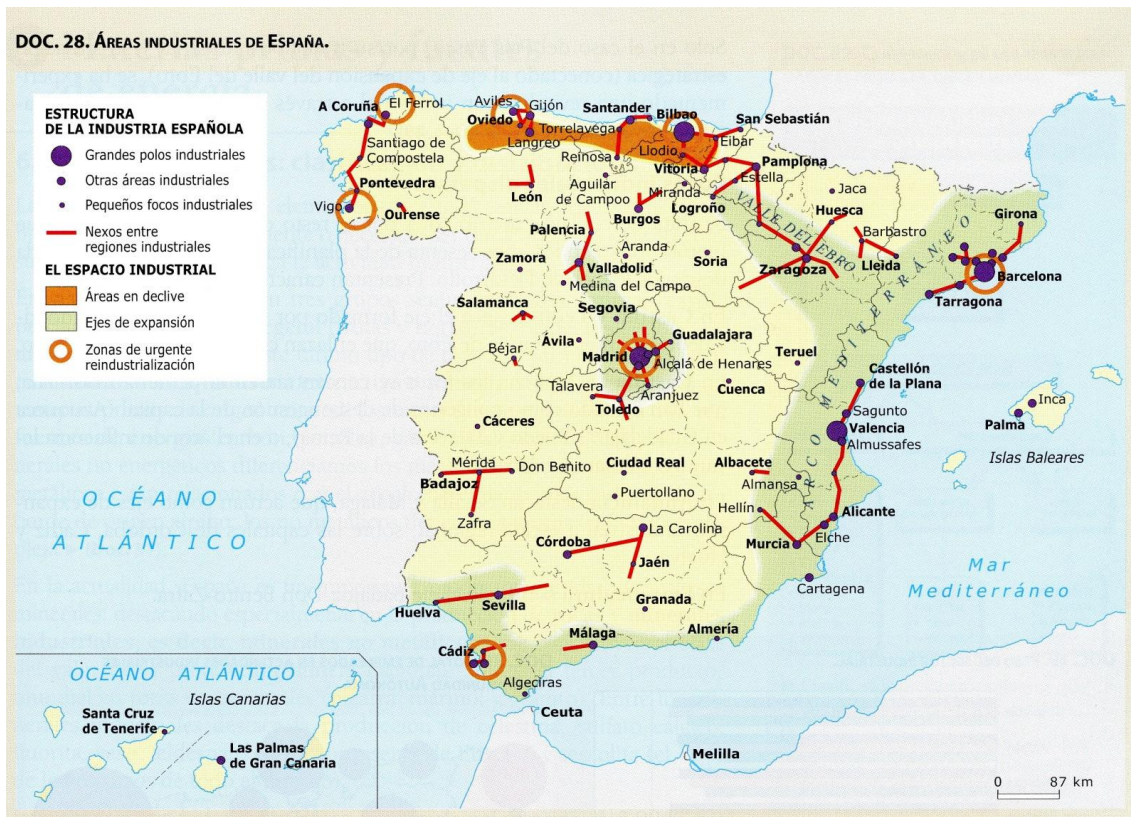 DOC. 28. ÁREAS INDUSTRIALES DE ESPAÑA.
ESTRUCTURA
DE LA INDUSTRIA ESPAÑOLA
Grandes polos industriales
Otras áreas industriales
Pequeños focos industriales
Nexos entre
regiones industriales
EL ESPACIO INDUSTRIAL
Áreas en declive
Ejes de expansión
Zonas de urgente
reindustrialización
A Coruña
El Ferrol
Santiago de
Compostela
Pontevedra
Vigo
Ourense
Avilés
Gijón
Oviedo
Langreo
Torrelavega
Santander
Reinosa
Bilbao
San Sebastián
Eibar
Llodio
Vitoria
Pamplona
Estella
Aguilar
de Campoo
Miranda
Logroño
León
Burgos
Palencia
Jaca
Huesca
Barbastro
VALLE DEL EBRO
Zaragoza
Lleida
Girona
Barcelona
Tarragona
ARCO MEDITERRÁNEO
Zamora
Valladolid
Aranda
Soria
Medina del Campo
Salamanca
Segovia
Ávila
Béjar
Madrid
Guadalajara
Alcalá de Henares
Talavera
Aranjuez
Toledo
Cuenca
Teruel
Castellón
de la Plana
Sagunto
Valencia
Almussafes
Inca
Palma
Islas Baleares
Cáceres
Mérida
Don Benito
Badajoz
Zafra
Ciudad Real
Puertollano
Albacete
Almansa
Hellín
Alicante
Elche
Murcia
Cartagena
Córdoba
La Carolina
Jaén
Granada
Sevilla
Huelva
Málaga
Almería
Cádiz
Algeciras
Ceuta
Melilla
OCÉANO
ATLÁNTICO
Mar
Mediterráneo
OCÉANO ATLÁNTICO
Islas Canarias
Santa Cruz
de Tenerife
Las Palmas
de Gran Canaria
0 87 km